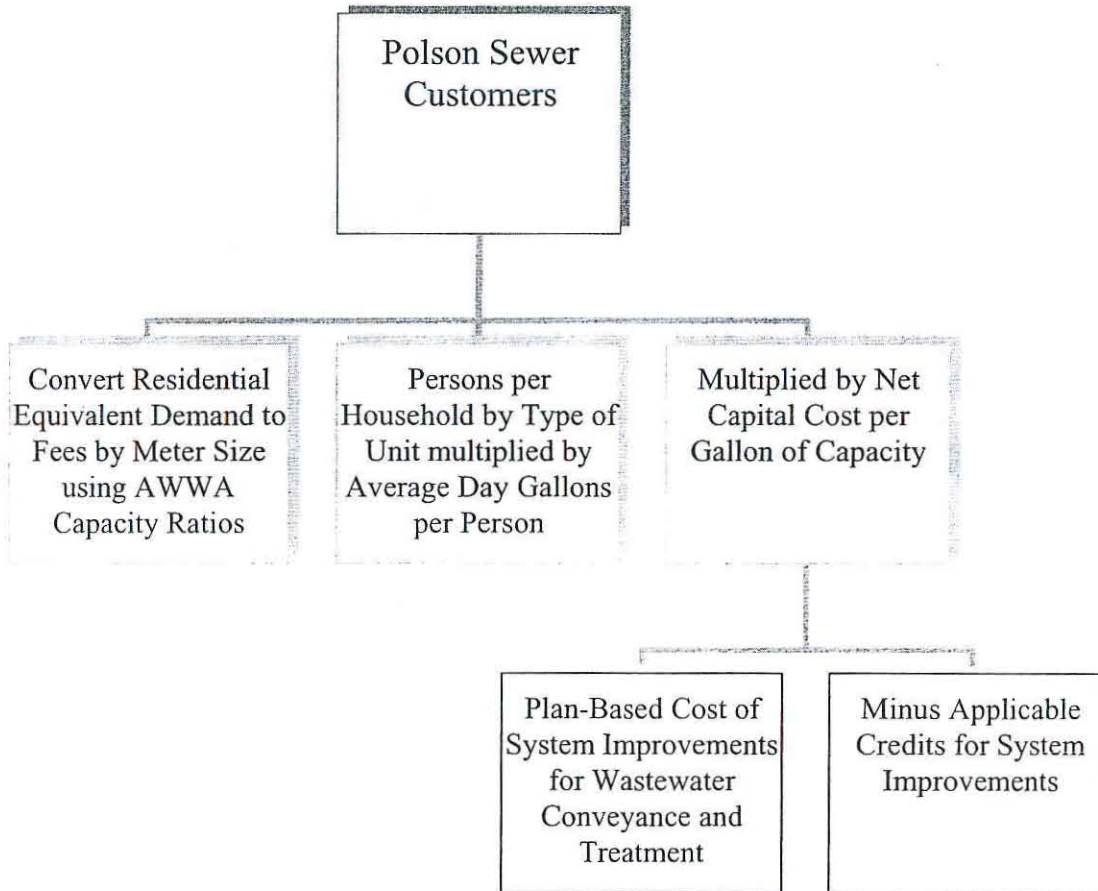 Polson Sewer
Customers
Convert Residential
Equivalent Demand to
Fees by Meter Size
using AWWA
Capacity Ratios
Persons per
Household by Type of
Unit multiplied by
Average Day Gallons
per Person
Multiplied by Net
Capital Cost per
Gallon of Capacity
Plan-Based Cost of
System Improvements
for Wastewater
Conveyance and
Treatment
Minus Applicable
Credits for System
Improvements